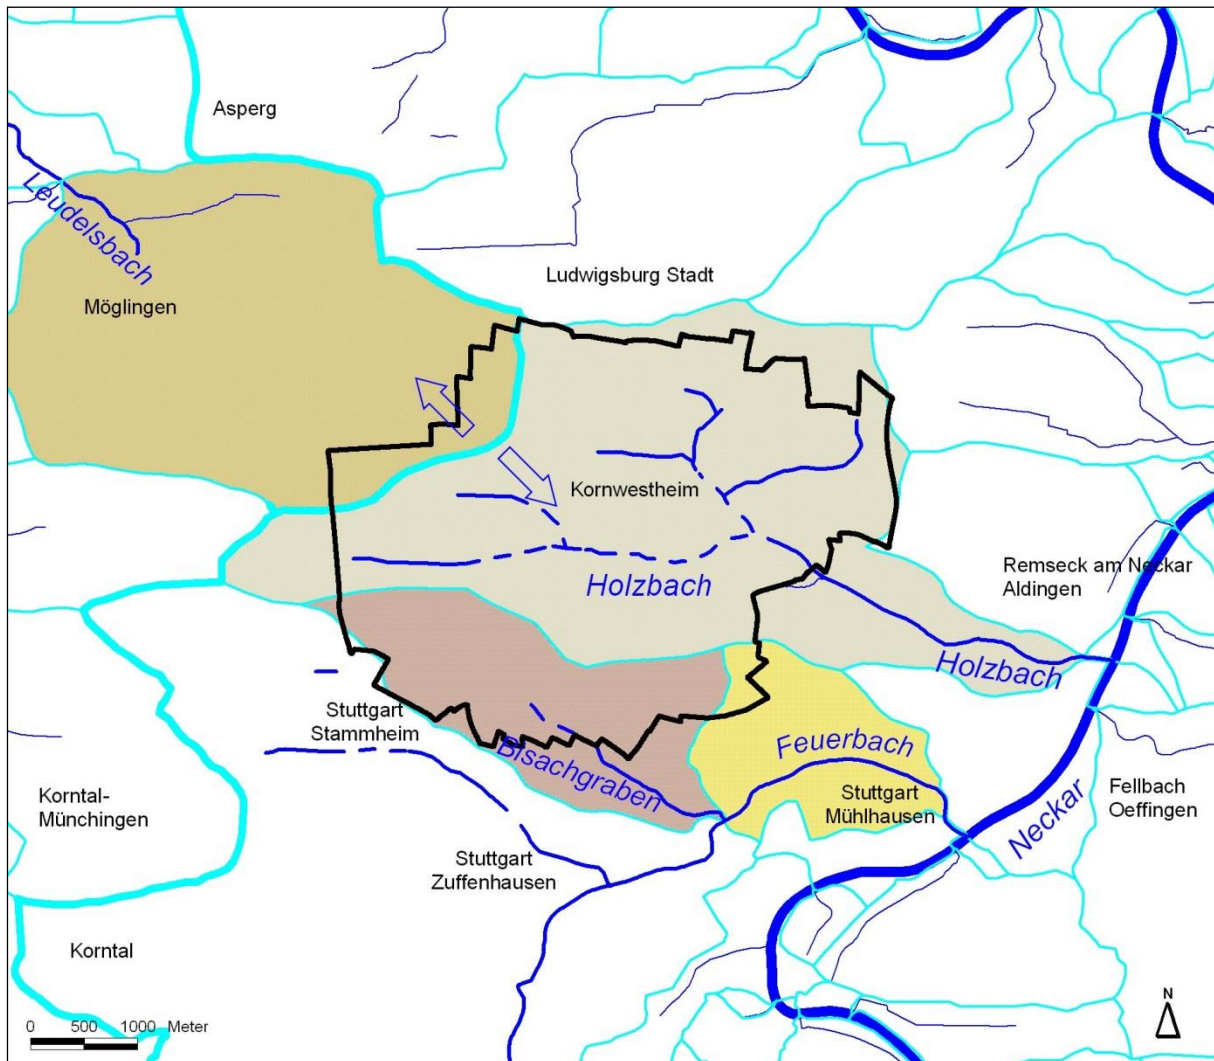 Asperg
Leudelsbach
Ludwigsburg Stadt
Möglingen
Kornwestheim
Holzbach
Remseck am Neckar
Aldingen
Holzbach
Stuttgart
Stammheim
Feuerbach
Bisachgraben
Korntal-
Münchingen
Stuttgart
Mühlhausen
Neckar
Fellbach
Oeffingen
Stuttgart
Zuffenhausen
Korntal
N
0 500 1000 Meter